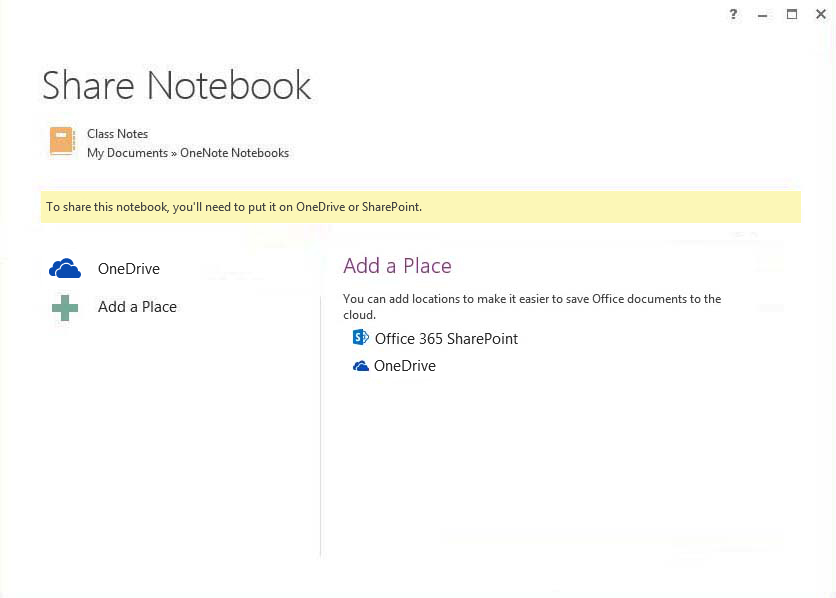 ?
Share Notebook
Class Notes
My Documents » OneNote Notebooks
To share this notebook, you'll need to put it on OneDrive or SharePoint.
OneDrive
Add a Place
Add a Place
You can add locations to make it easier to save Office documents to the
cloud.
Office 365 SharePoint
OneDrive